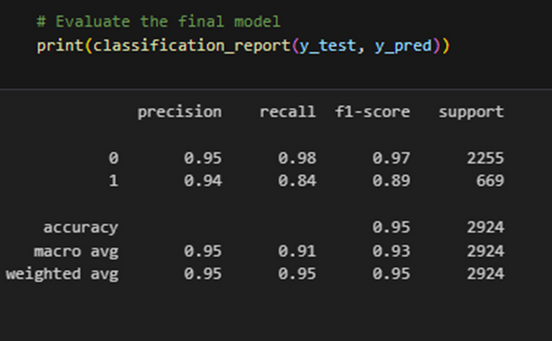 # Evaluate the final model
print(classification_report(y_test, y_pred))
precision recall f1-score support
0 0.95 0.98 0.97 2255
1 0.94 0.84 0.89 669
accuracy 0.95 2924
macro avg 0.95 0.91 0.93 2924
weighted avg 0.95 0.95 0.95 2924